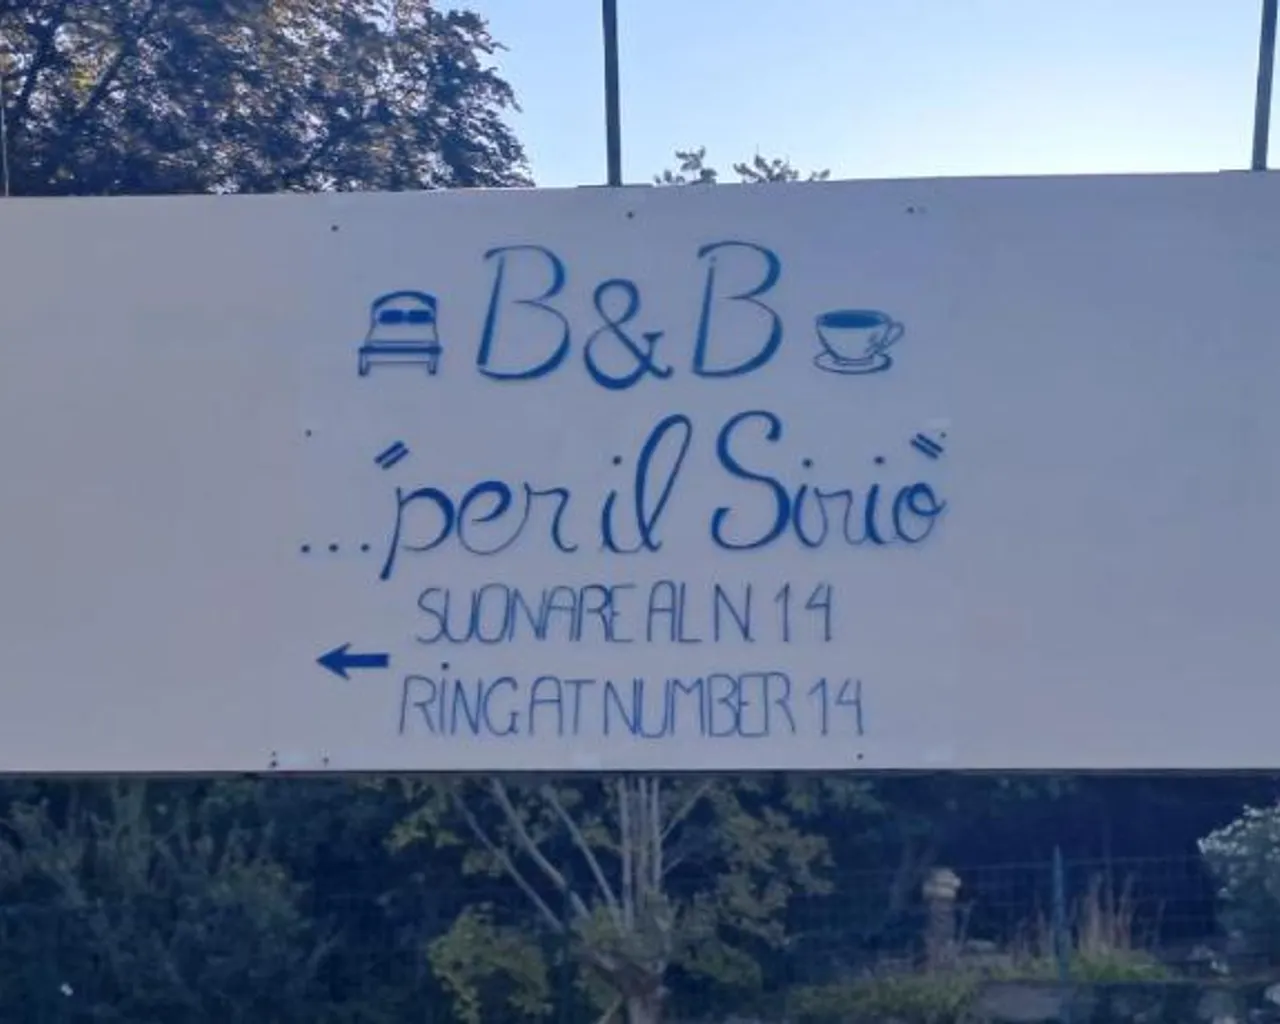 B&B
..."per il Sirio"
SUONARE AL N. 14
RING AT NUMBER 14